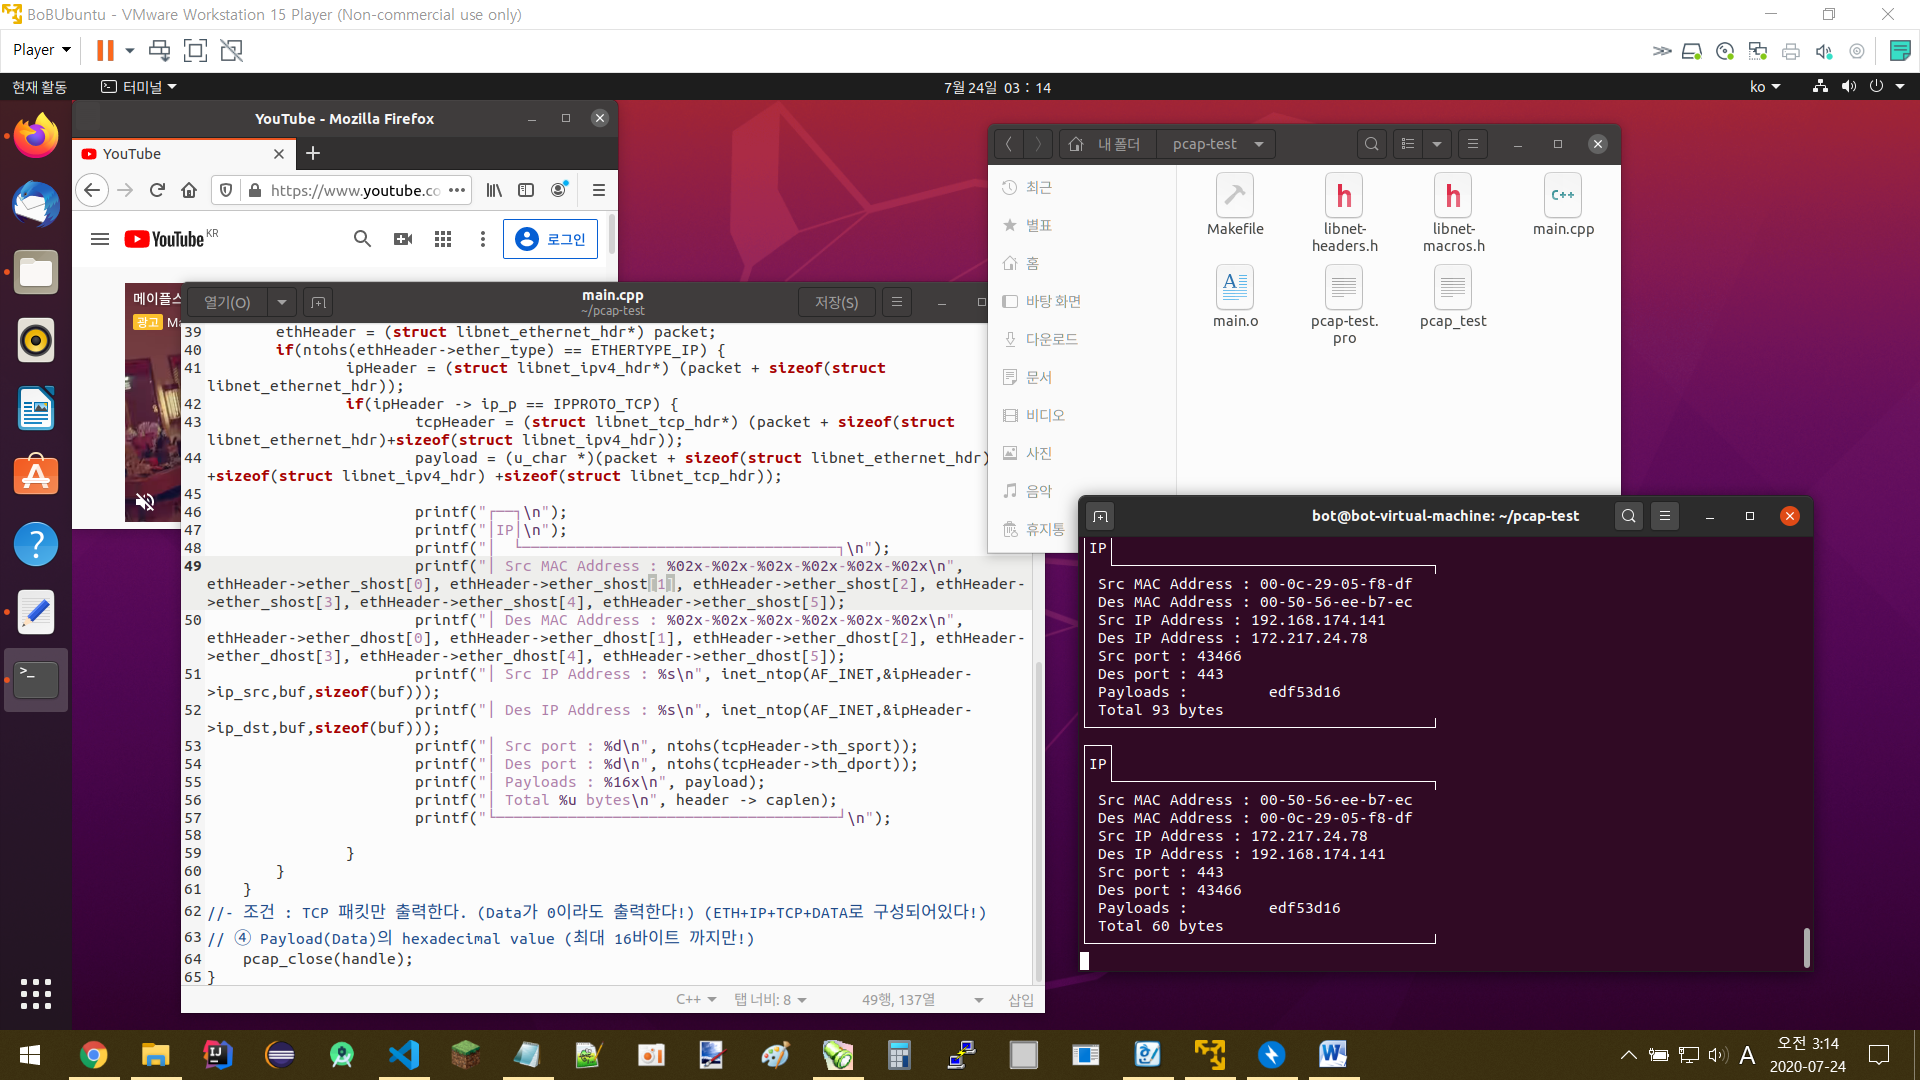 BoBUbuntu - VMware Workstation 15 Player (Non-commercial use only)
Player
현재 활동
터미널
7월 24일 03 : 14
ko
YouTube - Mozilla Firefox
YouTube
https://www.youtube.co
YouTube KR
로그인
메이플스
광고 Ma
열기(O)
main.cpp
~/pcap-test
저장(S)
39 ethHeader = (struct libnet_ethernet_hdr*) packet;
40 if(ntohs(ethHeader->ether_type) == ETHERTYPE_IP) {
41 ipHeader = (struct libnet_ipv4_hdr*) (packet + sizeof(struct
libnet_ethernet_hdr));
42 if(ipHeader -> ip_p == IPPROTO_TCP) {
43 tcpHeader = (struct libnet_tcp_hdr*) (packet + sizeof(struct
libnet_ethernet_hdr)+sizeof(struct libnet_ipv4_hdr));
44 payload = (u_char *)(packet + sizeof(struct libnet_ethernet_hdr)
+sizeof(struct libnet_ipv4_hdr) +sizeof(struct libnet_tcp_hdr));
45
46 printf("┌──┐\n");
47 printf("│IP│\n");
48 printf("│  └───────────────────────────────────┐\n");
49 printf("│ Src MAC Address : %02x-%02x-%02x-%02x-%02x-%02x\n",
ethHeader->ether_shost[0], ethHeader->ether_shost[1], ethHeader->ether_shost[2], ethHeader-
>ether_shost[3], ethHeader->ether_shost[4], ethHeader->ether_shost[5]);
50 printf("│ Des MAC Address : %02x-%02x-%02x-%02x-%02x-%02x\n",
ethHeader->ether_dhost[0], ethHeader->ether_dhost[1], ethHeader->ether_dhost[2], ethHeader-
>ether_dhost[3], ethHeader->ether_dhost[4], ethHeader->ether_dhost[5]);
51 printf("│ Src IP Address : %s\n", inet_ntop(AF_INET,&ipHeader-
>ip_src,buf,sizeof(buf)));
52 printf("│ Des IP Address : %s\n", inet_ntop(AF_INET,&ipHeader-
>ip_dst,buf,sizeof(buf)));
53 printf("│ Src port : %d\n", ntohs(tcpHeader->th_sport));
54 printf("│ Des port : %d\n", ntohs(tcpHeader->th_dport));
55 printf("│ Payloads : %16x\n", payload);
56 printf("│ Total %u bytes\n", header -> caplen);
57 printf("└──────────────────────────────────────┘\n");
58
59 }
60 }
61 }
62 //- 조건 : TCP 패킷만 출력한다. (Data가 0이라도 출력한다!) (ETH+IP+TCP+DATA로 구성되어있다!)
63 // ④ Payload(Data)의 hexadecimal value (최대 16바이트 까지만!)
64 pcap_close(handle);
65 }
C++
탭 너비: 8
49행, 137열
삽입
내 폴더
pcap-test
최근
별표
홈
바탕 화면
다운로드
문서
비디오
사진
음악
휴지통
Makefile
libnet-headers.h
libnet-macros.h
main.cpp
main.o
pcap-test.pro
pcap_test
bot@bot-virtual-machine: ~/pcap-test
IP
Src MAC Address : 00-0c-29-05-f8-df
Des MAC Address : 00-50-56-ee-b7-ec
Src IP Address : 192.168.174.141
Des IP Address : 172.217.24.78
Src port : 43466
Des port : 443
Payloads : edf53d16
Total 93 bytes
IP
Src MAC Address : 00-50-56-ee-b7-ec
Des MAC Address : 00-0c-29-05-f8-df
Src IP Address : 172.217.24.78
Des IP Address : 192.168.174.141
Src port : 443
Des port : 43466
Payloads : edf53d16
Total 60 bytes
A
오전 3:14
2020-07-24